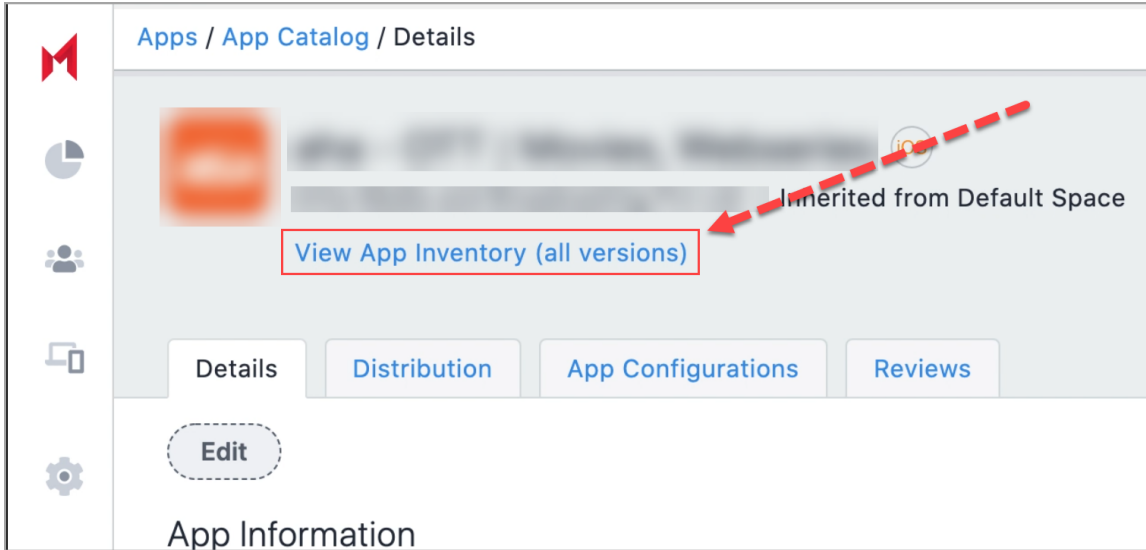 Apps / App Catalog / Details
iOS
Inherited from Default Space
View App Inventory (all versions)
Details
Distribution
App Configurations
Reviews
Edit
App Information